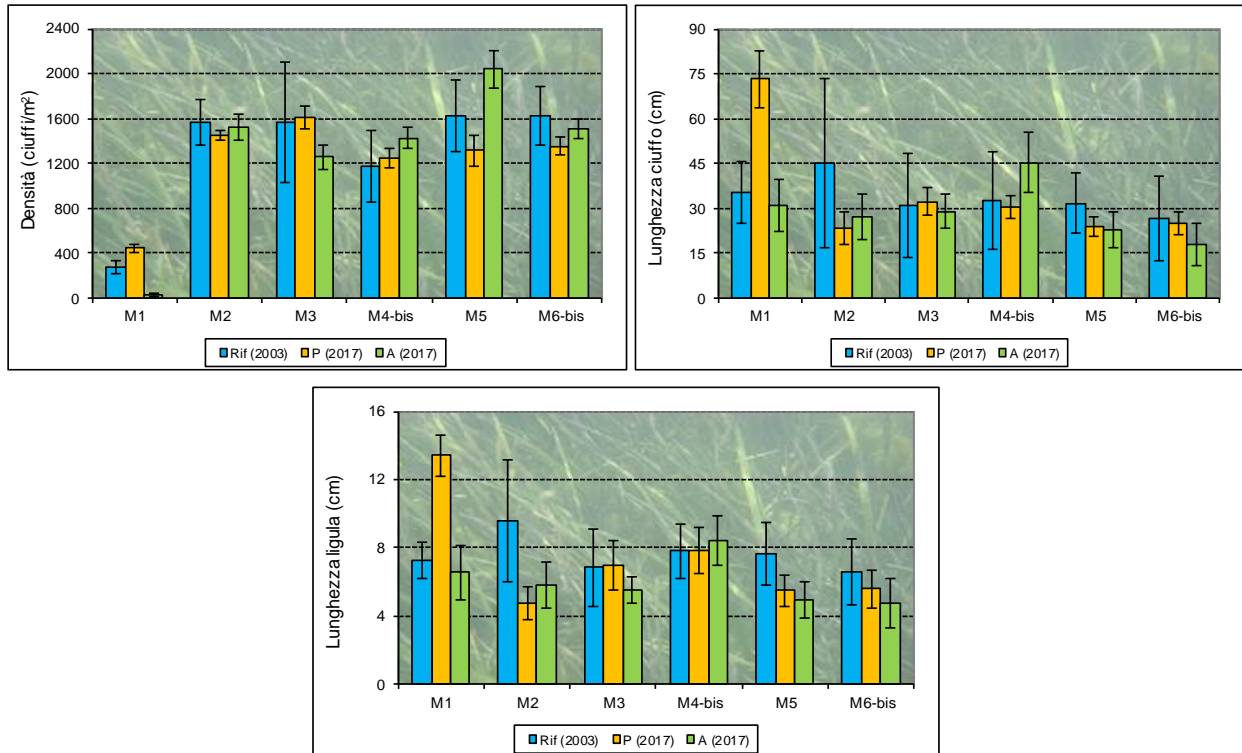 Densità (ciuffi/m²)
2400
2000
1600
1200
800
400
0
M1 M2 M3 M4-bis M5 M6-bis
Rif (2003) P (2017) A (2017)
Lunghezza ciuffo (cm)
90
75
60
45
30
15
0
M1 M2 M3 M4-bis M5 M6-bis
Rif (2003) P (2017) A (2017)
Lunghezza ligula (cm)
16
12
8
4
0
M1 M2 M3 M4-bis M5 M6-bis
Rif (2003) P (2017) A (2017)